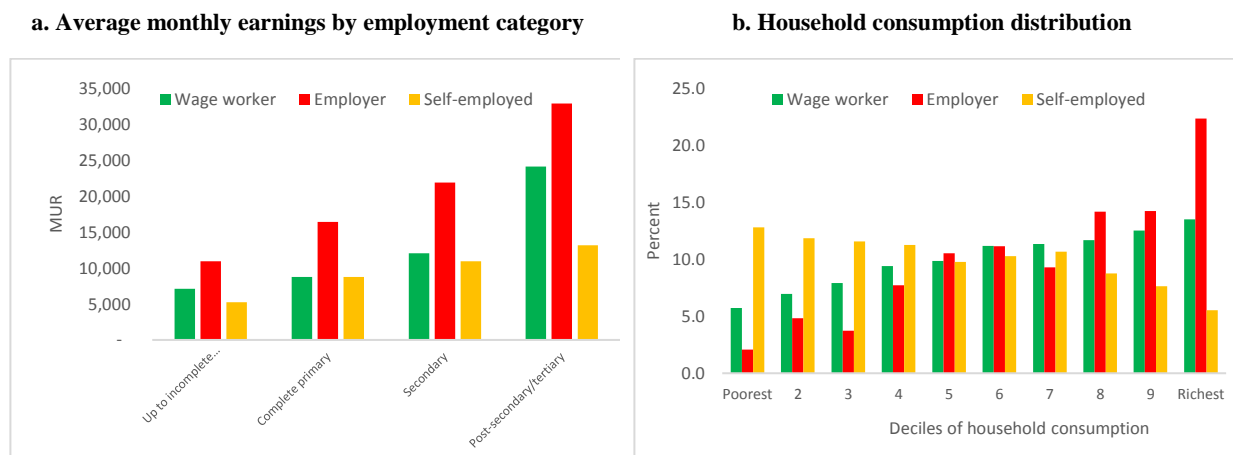 a. Average monthly earnings by employment category
35,000
30,000
25,000
20,000
15,000
10,000
5,000
-
MUR
Wage worker Employer Self-employed
Up to incomplete...
Complete primary
Secondary
Post-secondary/tertiary
b. Household consumption distribution
25.0
20.0
15.0
10.0
5.0
0.0
Percent
Wage worker Employer Self-employed
Poorest 2 3 4 5 6 7 8 9 Richest
Deciles of household consumption